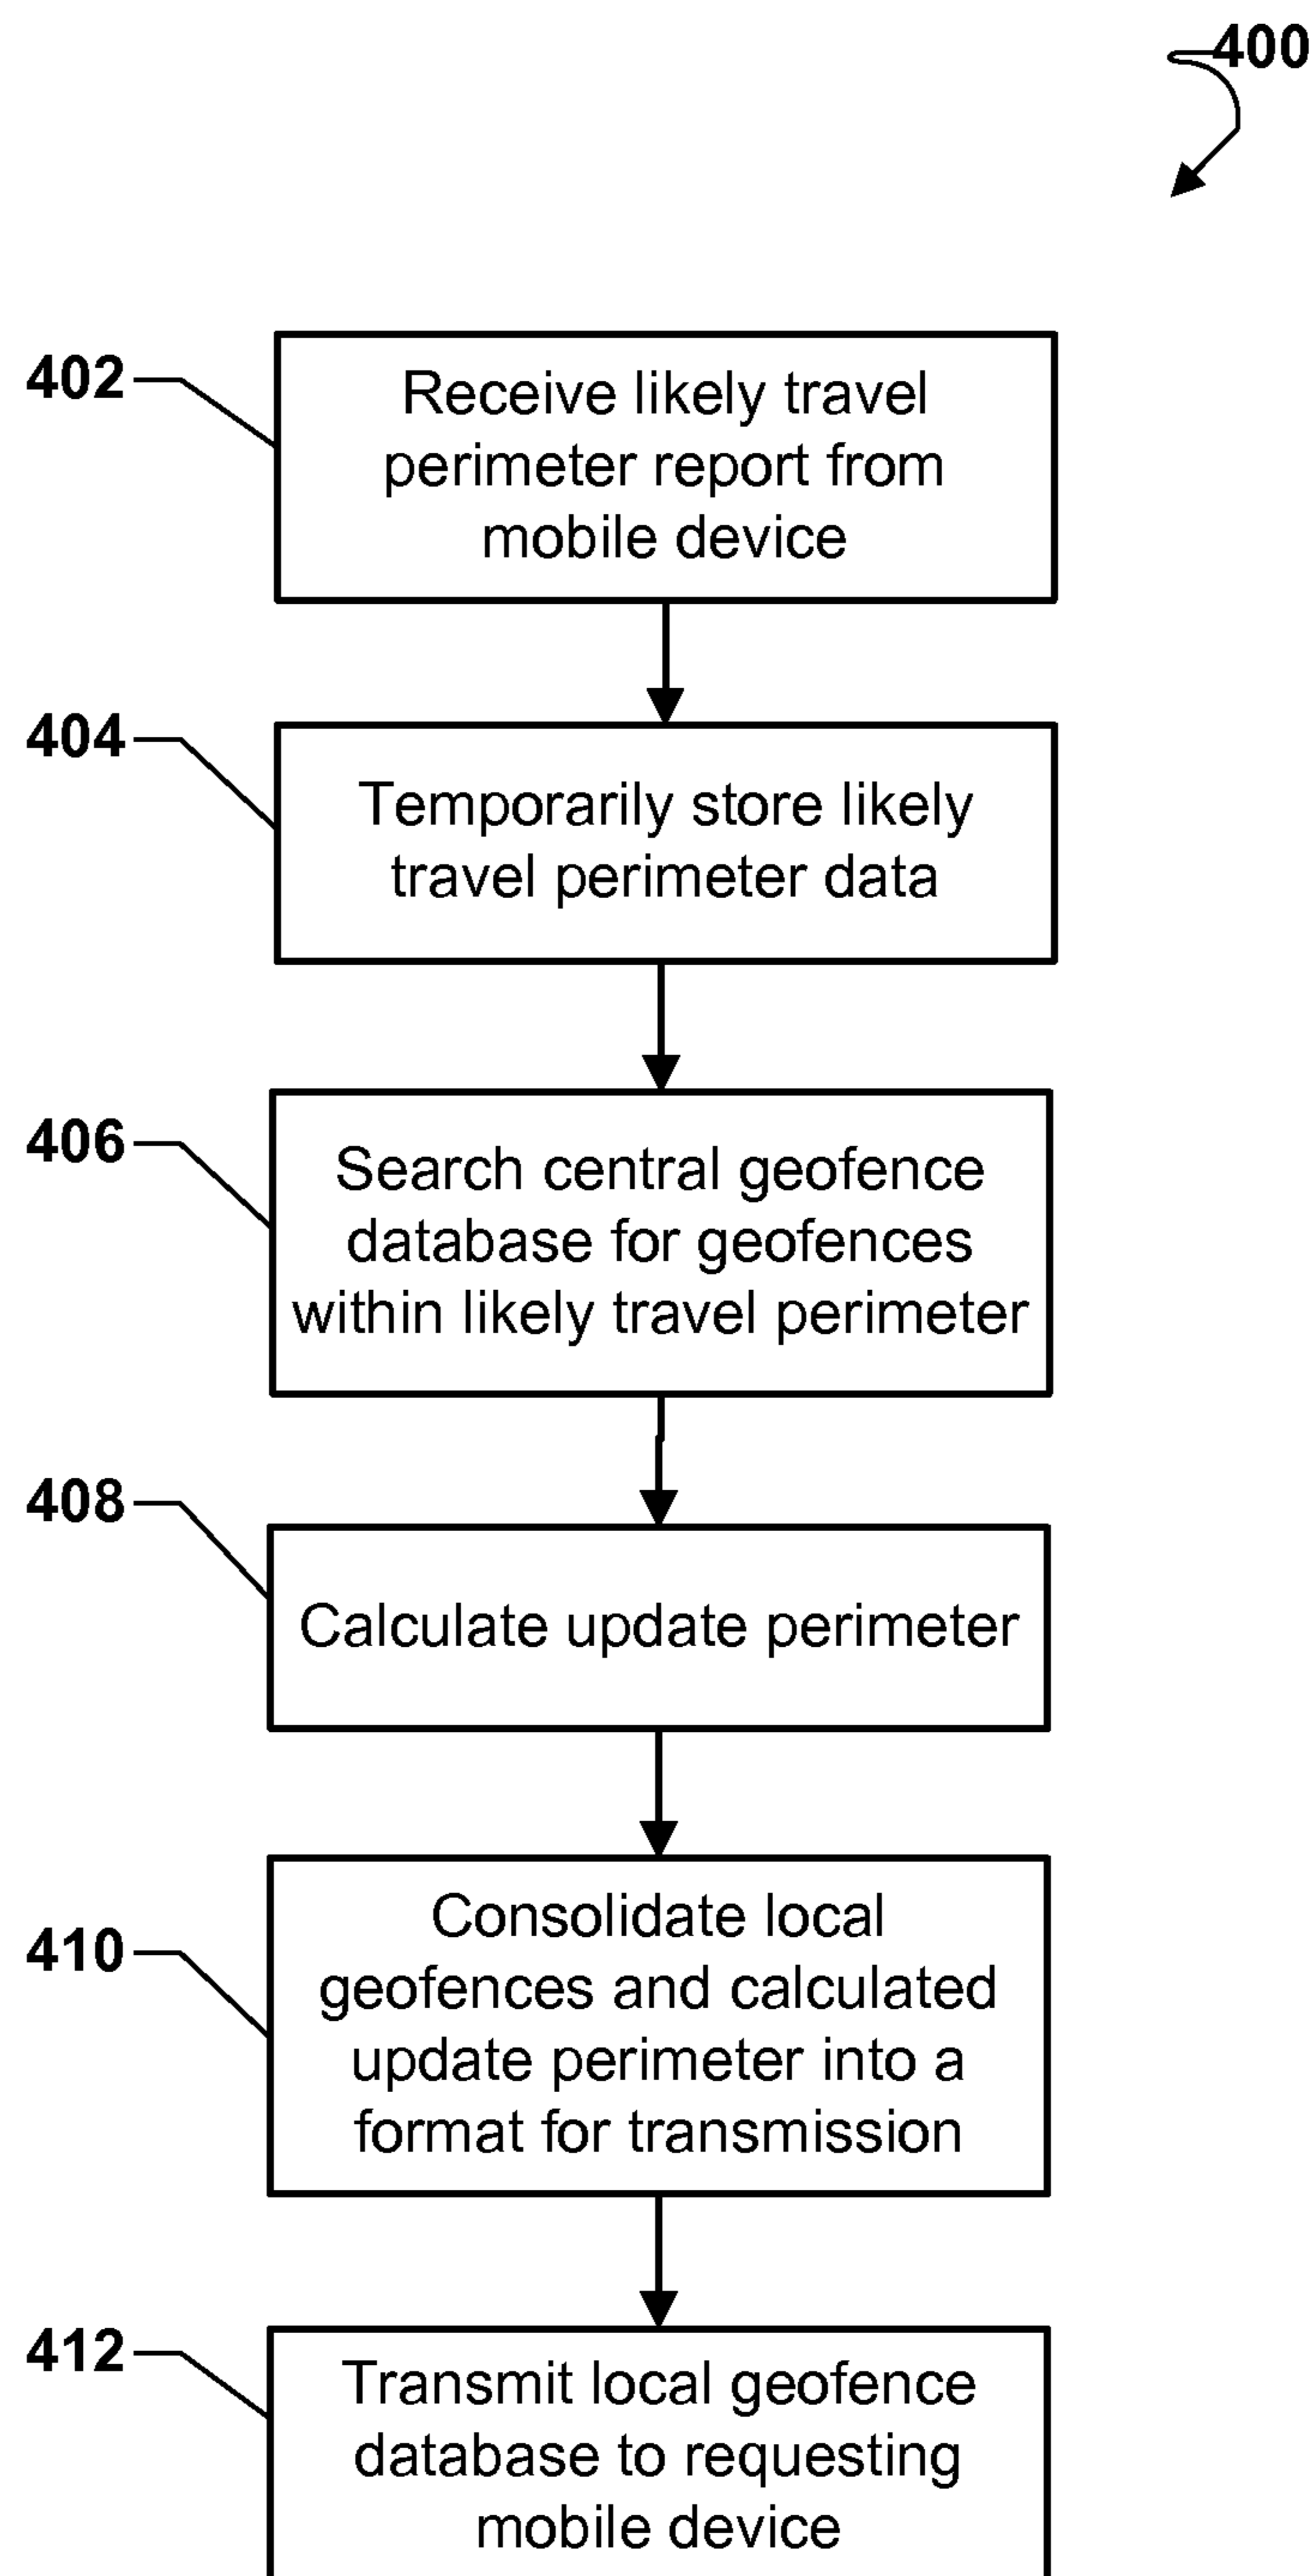 400
402
Receive likely travel
perimeter report from
mobile device
404
Temporarily store likely
travel perimeter data
406
Search central geofence
database for geofences
within likely travel perimeter
408
Calculate update perimeter
410
Consolidate local
geofences and calculated
update perimeter into a
format for transmission
412
Transmit local geofence
database to requesting
mobile device